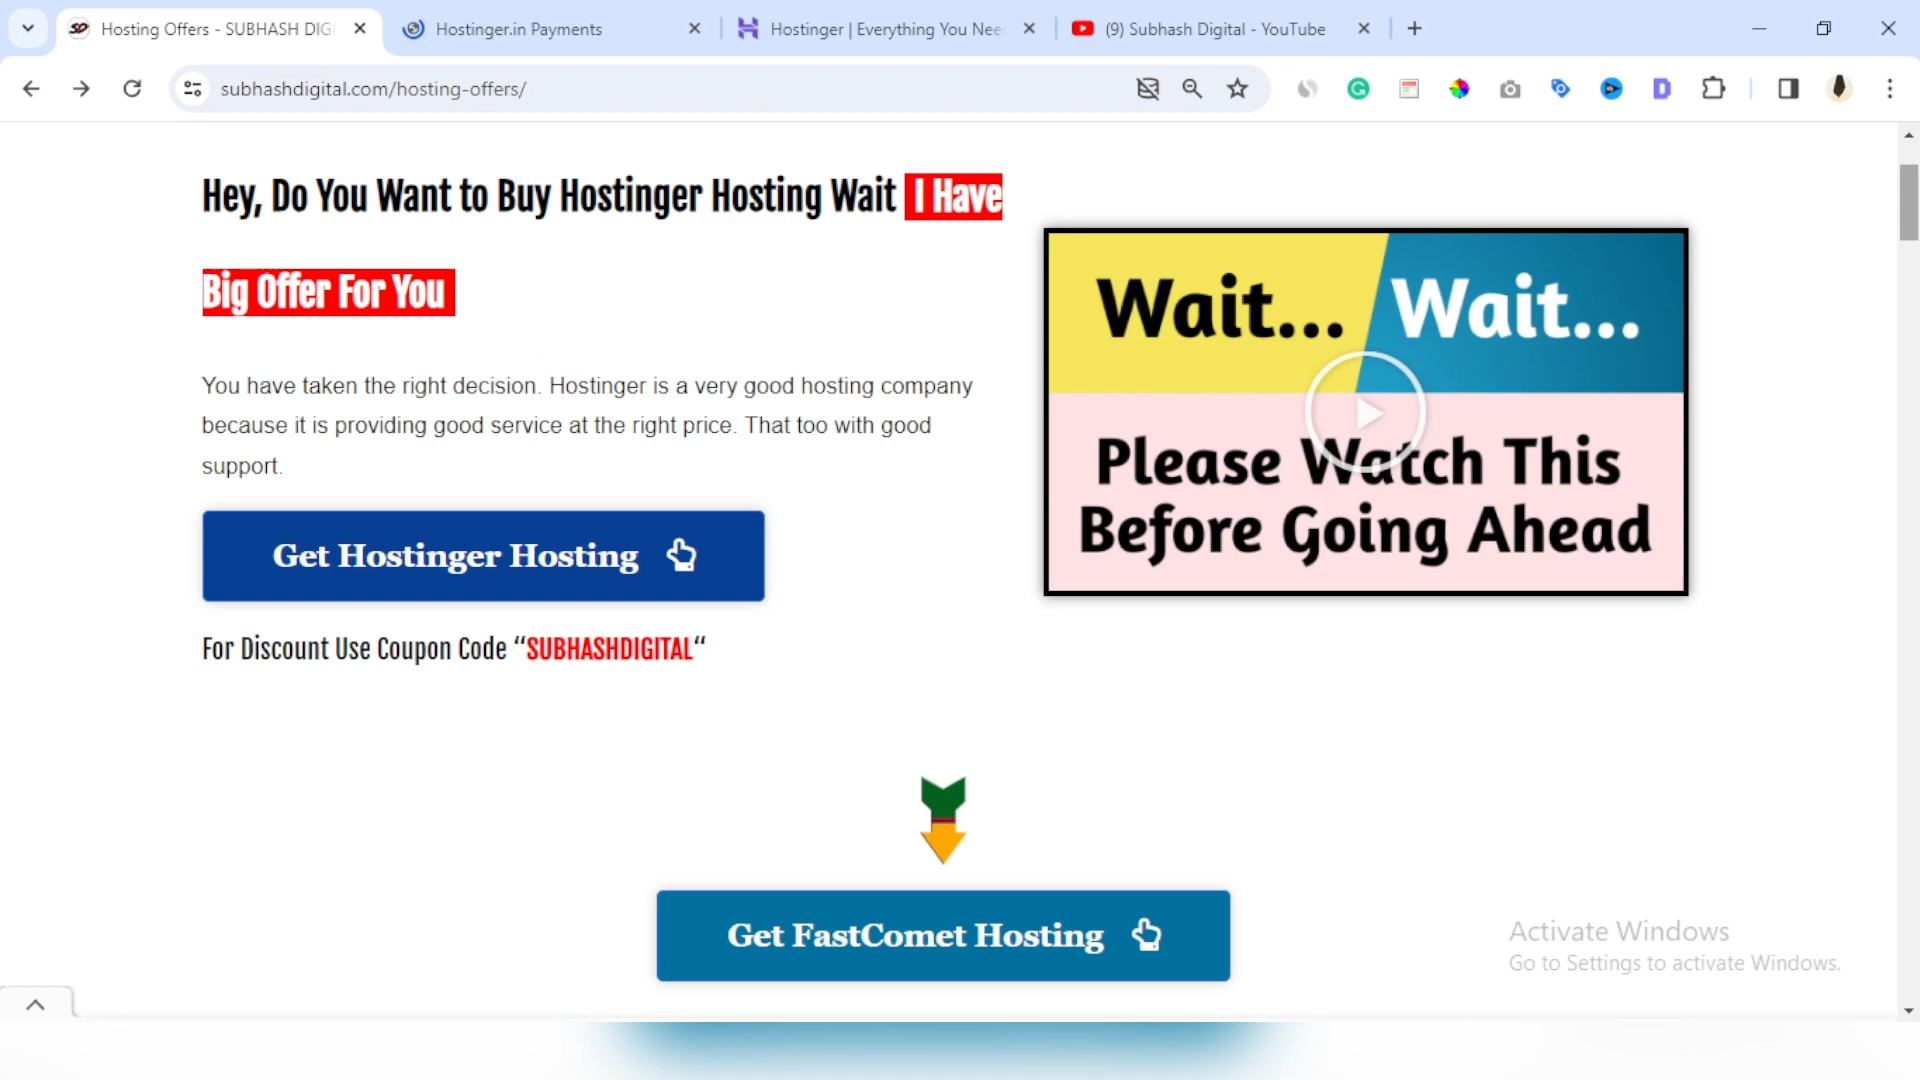 Hosting Offers - SUBHASH DIGI
Hostinger.in Payments
Hostinger | Everything You Nee
(9) Subhash Digital - YouTube
subhashdigital.com/hosting-offers/
Hey, Do You Want to Buy Hostinger Hosting Wait I Have
Big Offer For You
You have taken the right decision. Hostinger is a very good hosting company
because it is providing good service at the right price. That too with good
support.
Get Hostinger Hosting
For Discount Use Coupon Code “SUBHASHDIGITAL“
Wait... Wait...
Please Watch This
Before Going Ahead
Get FastComet Hosting
Activate Windows
Go to Settings to activate Windows.